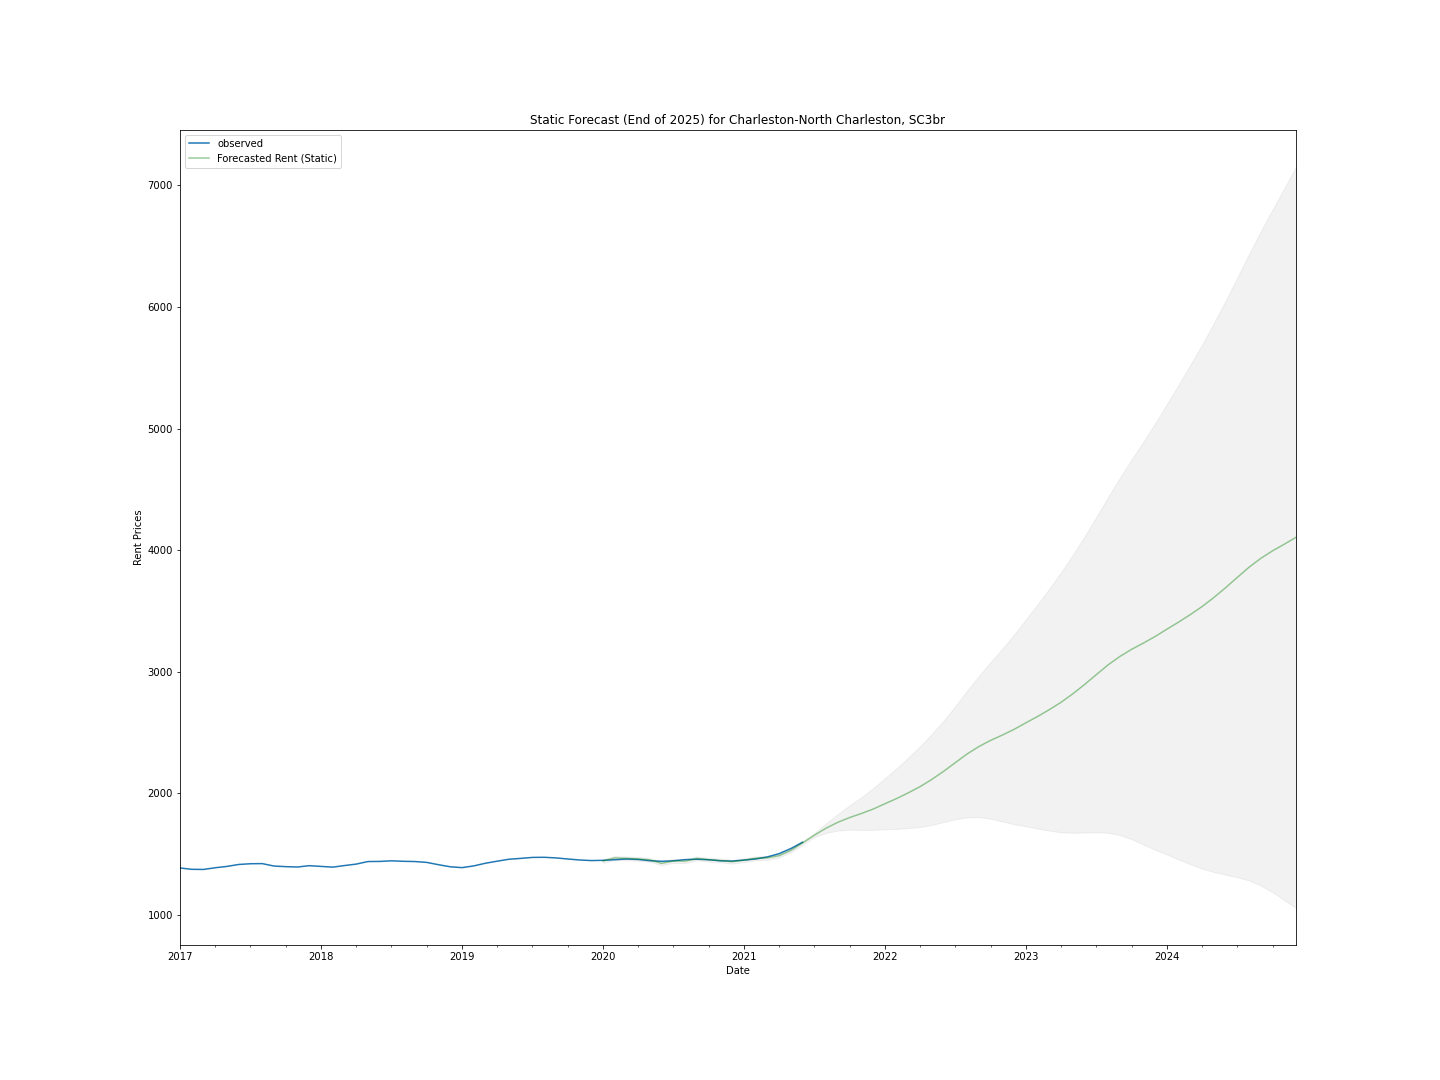 Static Forecast (End of 2025) for Charleston-North Charleston, SC3br
observed
Forecasted Rent (Static)
7000
6000
5000
4000
3000
2000
1000
Rent Prices
2017 2018 2019 2020 2021 2022 2023 2024
Date